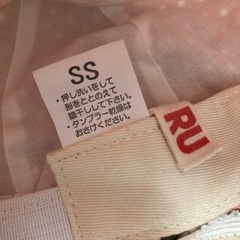 SS
・押し洗いをして
形をととのえて
陰干しして下さい。
・タンブラー乾燥は
おさけください。
RU